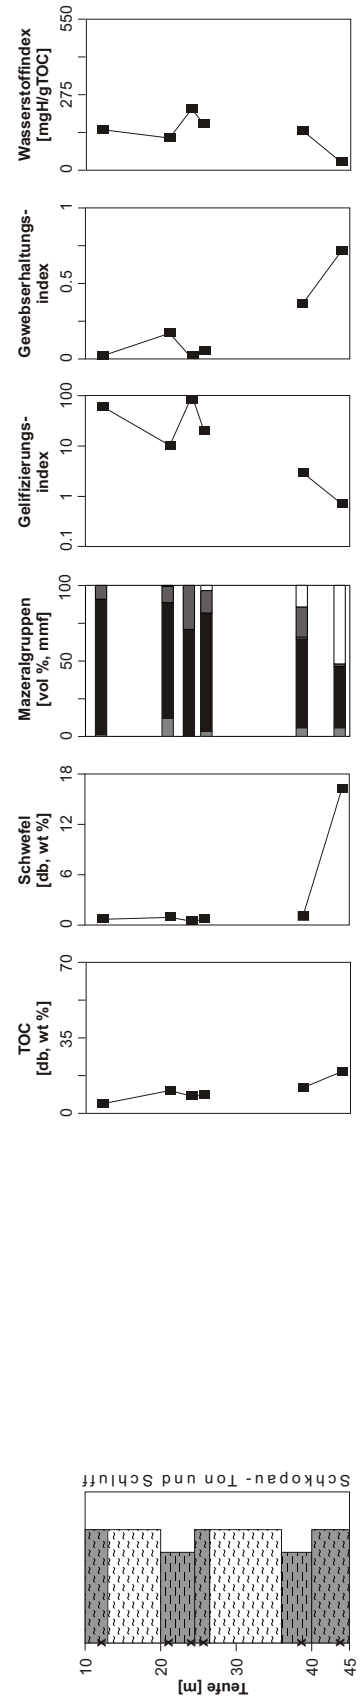 Teufe [m]
10
20
30
40
45
Schkopau- Ton und Schluff
TOC
[db, wt %]
0
35
70
Schwefel
[db, wt %]
0
6
12
18
Mazeralgruppen
[vol %, mmf]
0
50
100
Gelifizierungs-
index
0.1
1
10
100
Gewebserhaltungs-
index
0
0.5
1
Wasserstoffindex
[mgH/gTOC]
0
275
550